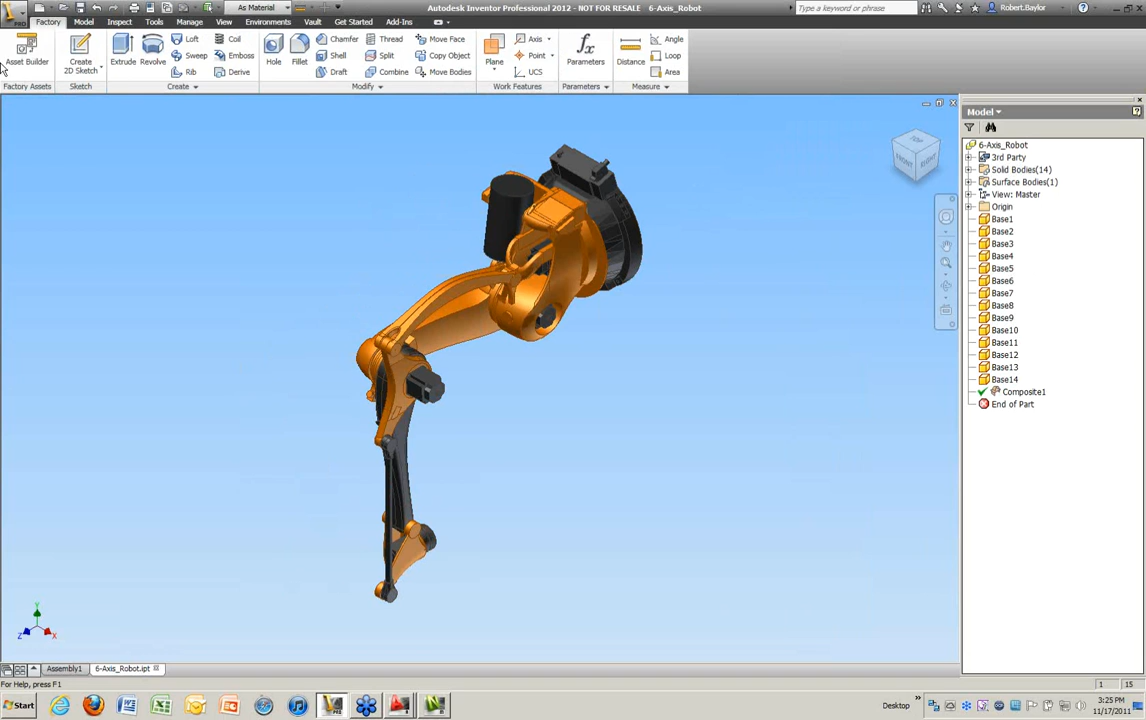 As Material
Autodesk Inventor Professional 2012 - NOT FOR RESALE 6-Axis_Robot
Type a keyword or phrase
Robert.Baylor
PRO
Factory Model Inspect Tools Manage View Environments Vault Get Started Add-Ins
Asset Builder
Create
2D Sketch
Extrude Revolve
Loft Coil
Sweep Emboss
Rib Derive
Hole Fillet
Chamfer Thread Move Face
Shell Split Copy Object
Draft Combine Move Bodies
Plane
Axis
Point
UCS
Parameters
Distance
Angle
Loop
Area
Factory Assets Sketch Create Modify Work Features Parameters Measure
TOP
FRONT RIGHT
Model
6-Axis_Robot
3rd Party
Solid Bodies(14)
Surface Bodies(1)
View: Master
Origin
Base1
Base2
Base3
Base4
Base5
Base6
Base7
Base8
Base9
Base10
Base11
Base12
Base13
Base14
Composite1
End of Part
Y
Z X
Assembly1 6-Axis_Robot.ipt
For Help, press F1
1 15
Start
Desktop
3:25 PM
11/17/2011